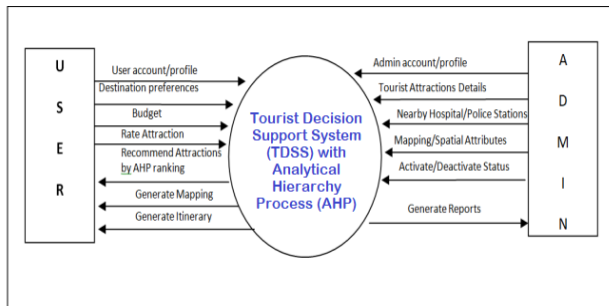 U
S
E
R
User account/profile
Destination preferences
Budget
Rate Attraction
Recommend Attractions
by AHP ranking
Generate Mapping
Generate Itinerary
Tourist Decision
Support System
(TDSS) with
Analytical
Hierarchy
Process (AHP)
Admin account/profile
Tourist Attractions Details
Nearby Hospital/Police Stations
Mapping/Spatial Attributes
Activate/Deactivate Status
Generate Reports
A
D
M
I
N